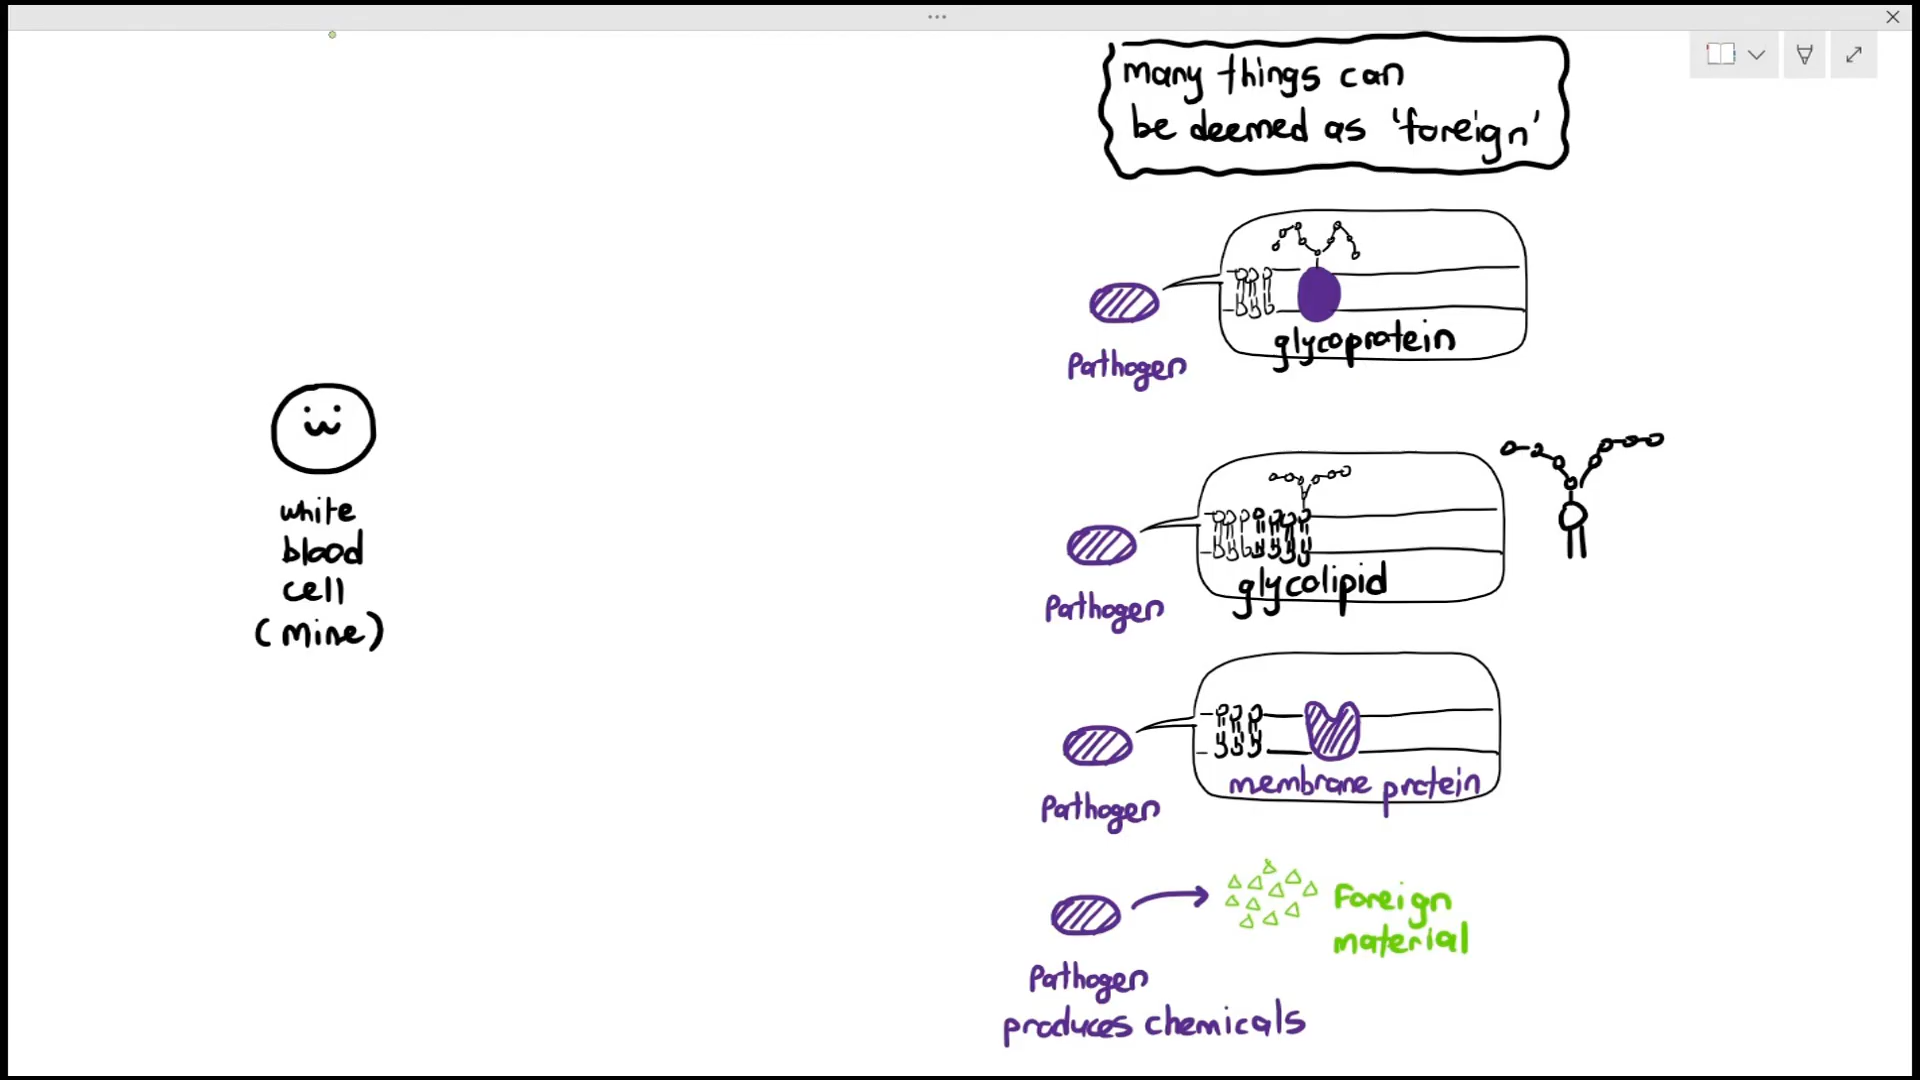 many things can
be deemed as 'foreign'
glycoprotein
Pathogen
white
blood
cell
(mine)
glycolipid
Pathogen
membrane protein
Pathogen
Foreign
material
Pathogen
produces chemicals